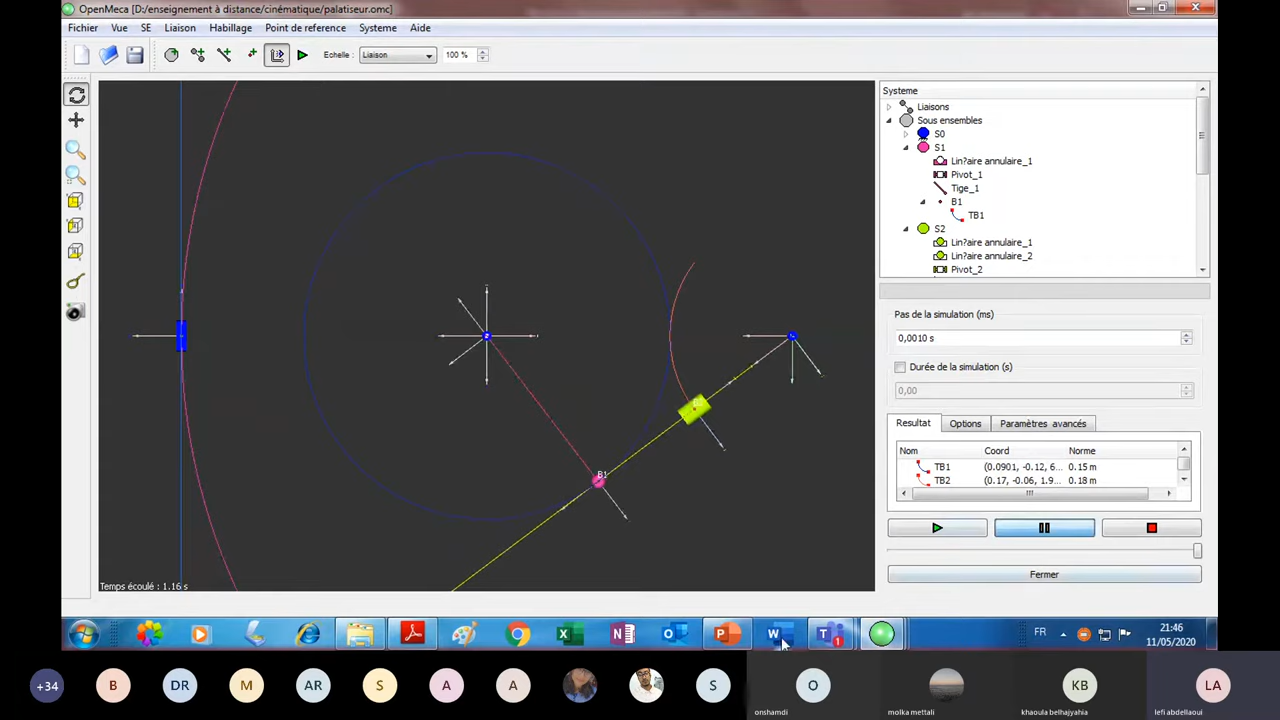 OpenMeca [D:/enseignement à distance/cinématique/palatiseur.omc]
Fichier Vue SE Liaison Habillage Point de reference Systeme Aide
Echelle : Liaison 100 %
Systeme
Liaisons
Sous ensembles
S0
S1
Lin?aire annulaire_1
Pivot_1
Tige_1
B1
TB1
S2
Lin?aire annulaire_1
Lin?aire annulaire_2
Pivot_2
Pas de la simulation (ms)
0,0010 s
Durée de la simulation (s)
0,00
Resultat Options Paramètres avancés
Nom Coord Norme
TB1 (0.0901, -0.12, 6... 0.15 m
TB2 (0.17, -0.06, 1.9... 0.18 m
B1
Temps écoulé : 1.16 s
Fermer
FR 21:46
11/05/2020
+34 B DR M AR S A A S O KB LA
onshamdi molka mettali khaoula belhajyahia lefi abdellaoui